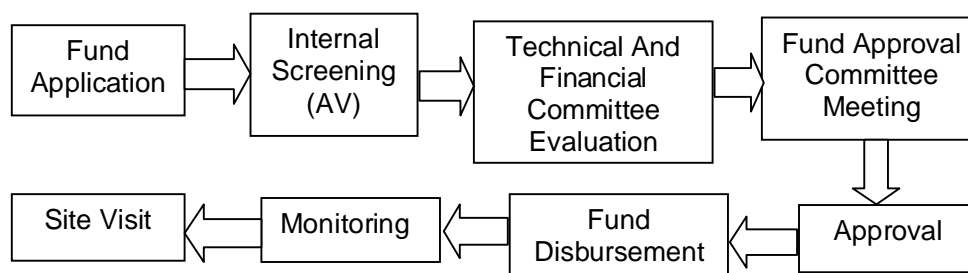 Fund
Application
Internal
Screening
(AV)
Technical And
Financial
Committee
Evaluation
Fund Approval
Committee
Meeting
Approval
Fund
Disbursement
Monitoring
Site Visit